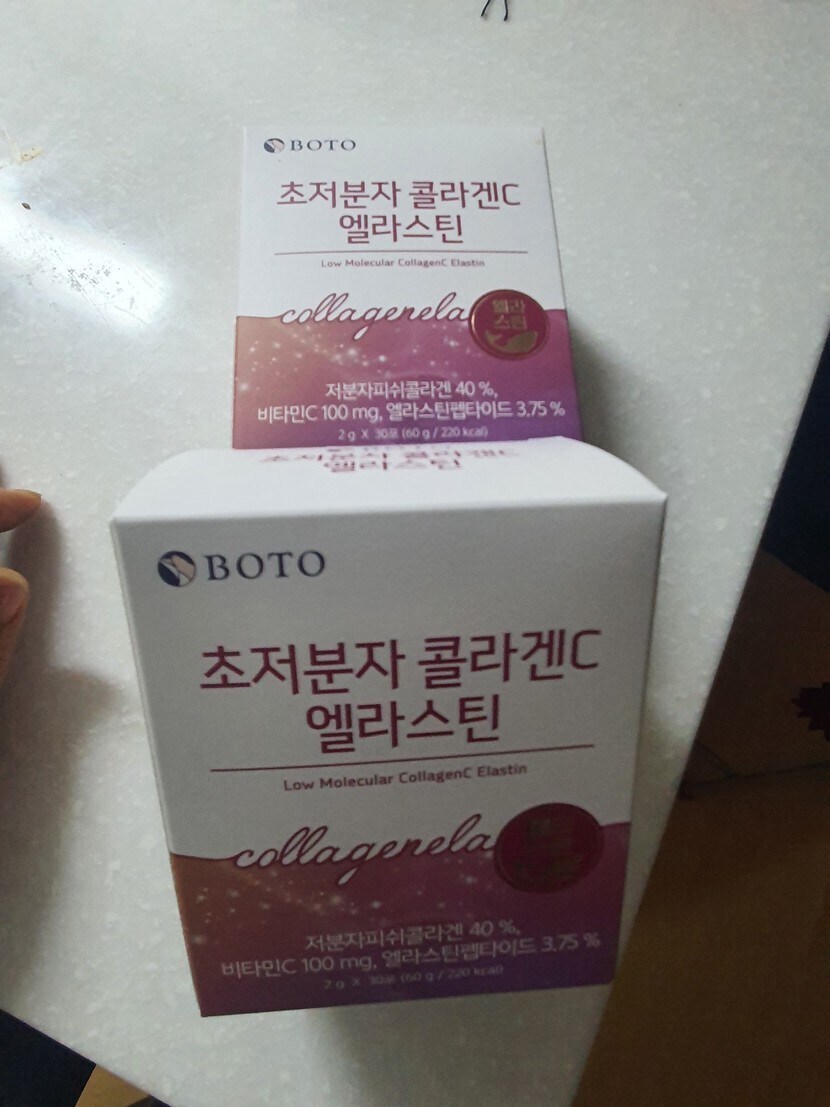 BOTO
초저분자 콜라겐C
엘라스틴
Low Molecular CollagenC Elastin
collagenela
엘라
스틴
저분자피쉬콜라겐 40 %,
비타민C 100 mg, 엘라스틴펩타이드 3.75 %
2 g X 30포 (60 g / 220 kcal)
초저분자 콜라겐C
엘라스틴
BOTO
초저분자 콜라겐C
엘라스틴
Low Molecular CollagenC Elastin
collagenela
저분자피쉬콜라겐 40 %,
비타민C 100 mg, 엘라스틴펩타이드 3.75 %
2 g X 30포 (60 g / 220 kcal)